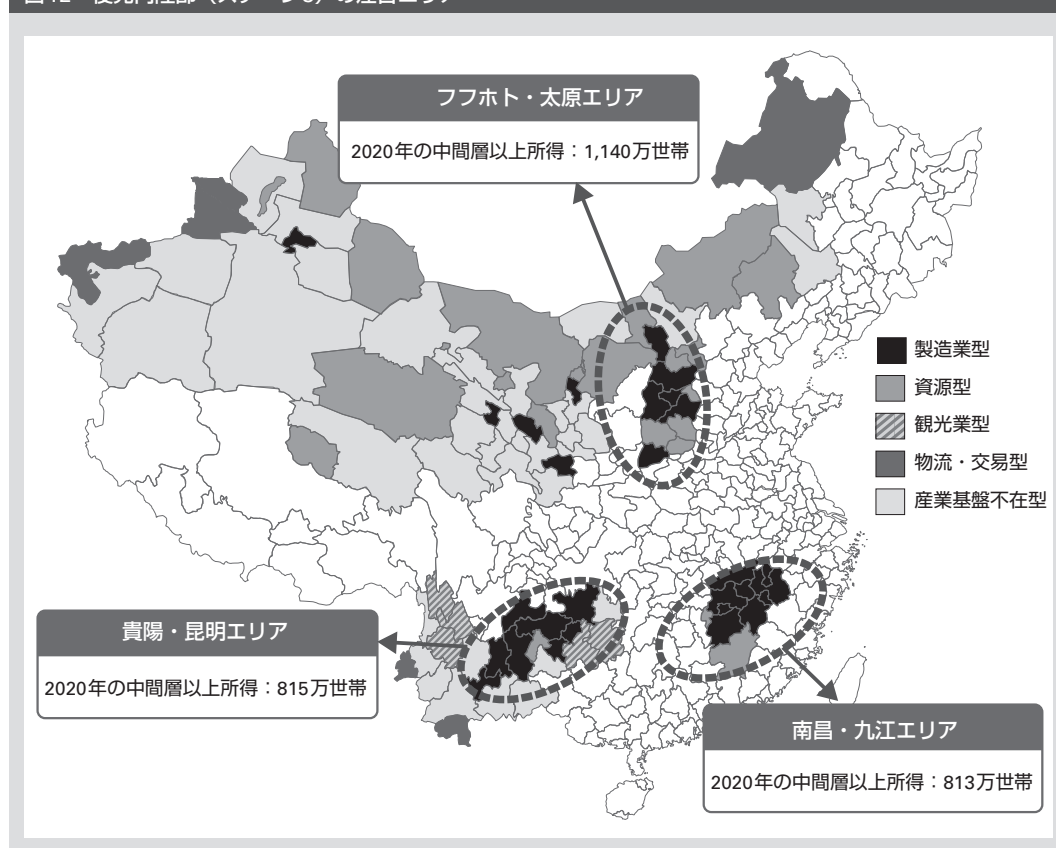 フフホト・太原エリア
2020年の中間層以上所得：1,140万世帯
製造業型
資源型
観光業型
物流・交易型
産業基盤不在型
貴陽・昆明エリア
2020年の中間層以上所得：815万世帯
南昌・九江エリア
2020年の中間層以上所得：813万世帯